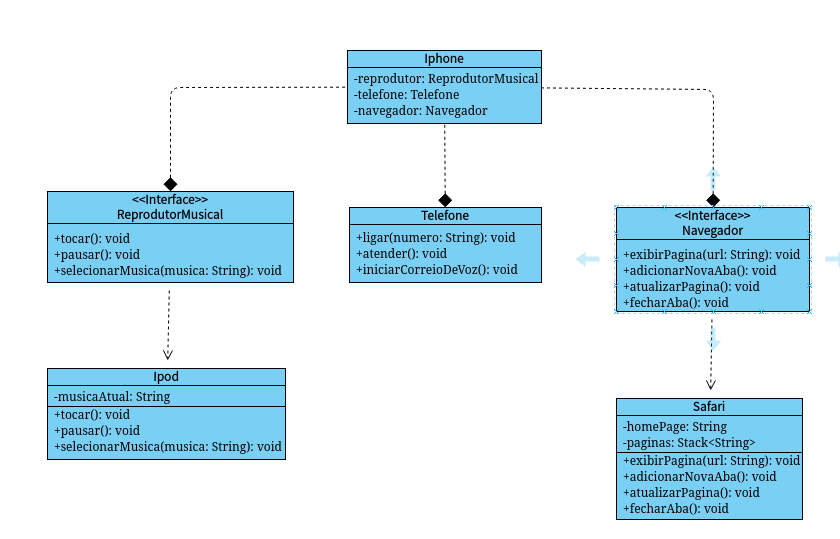 Iphone
-reprodutor: ReprodutorMusical
-telefone: Telefone
-navegador: Navegador
<<Interface>>
ReprodutorMusical
+tocar(): void
+pausar(): void
+selecionarMusica(musica: String): void
Telefone
+ligar(numero: String): void
+atender(): void
+iniciarCorreioDeVoz(): void
<<Interface>>
Navegador
+exibirPagina(url: String): void
+adicionarNovaAba(): void
+atualizarPagina(): void
+fecharAba(): void
Ipod
-musicaAtual: String
+tocar(): void
+pausar(): void
+selecionarMusica(musica: String): void
Safari
-homePage: String
-paginas: Stack<String>
+exibirPagina(url: String): void
+adicionarNovaAba(): void
+atualizarPagina(): void
+fecharAba(): void